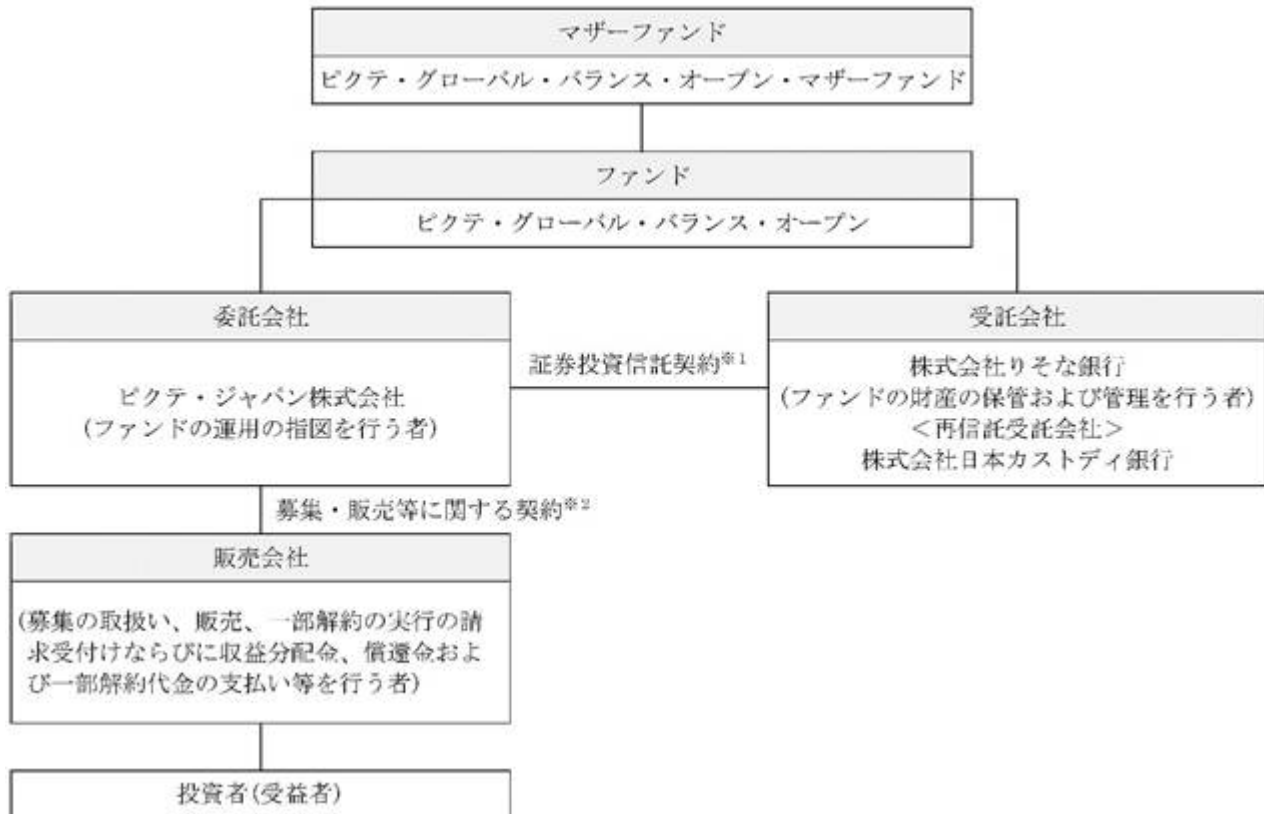 マザーファンド
ピクテ・グローバル・バランス・オープン・マザーファンド
ファンド
ピクテ・グローバル・バランス・オープン
委託会社
ピクテ・ジャパン株式会社
(ファンドの運用の指図を行う者)
証券投資信託契約※1
受託会社
株式会社りそな銀行
(ファンドの財産の保管および管理を行う者)
<再信託受託会社>
株式会社日本カストディ銀行
募集・販売等に関する契約※2
販売会社
(募集の取扱い、販売、一部解約の実行の請
求受付けならびに収益分配金、償還金およ
び一部解約代金の支払い等を行う者)
投資者(受益者)